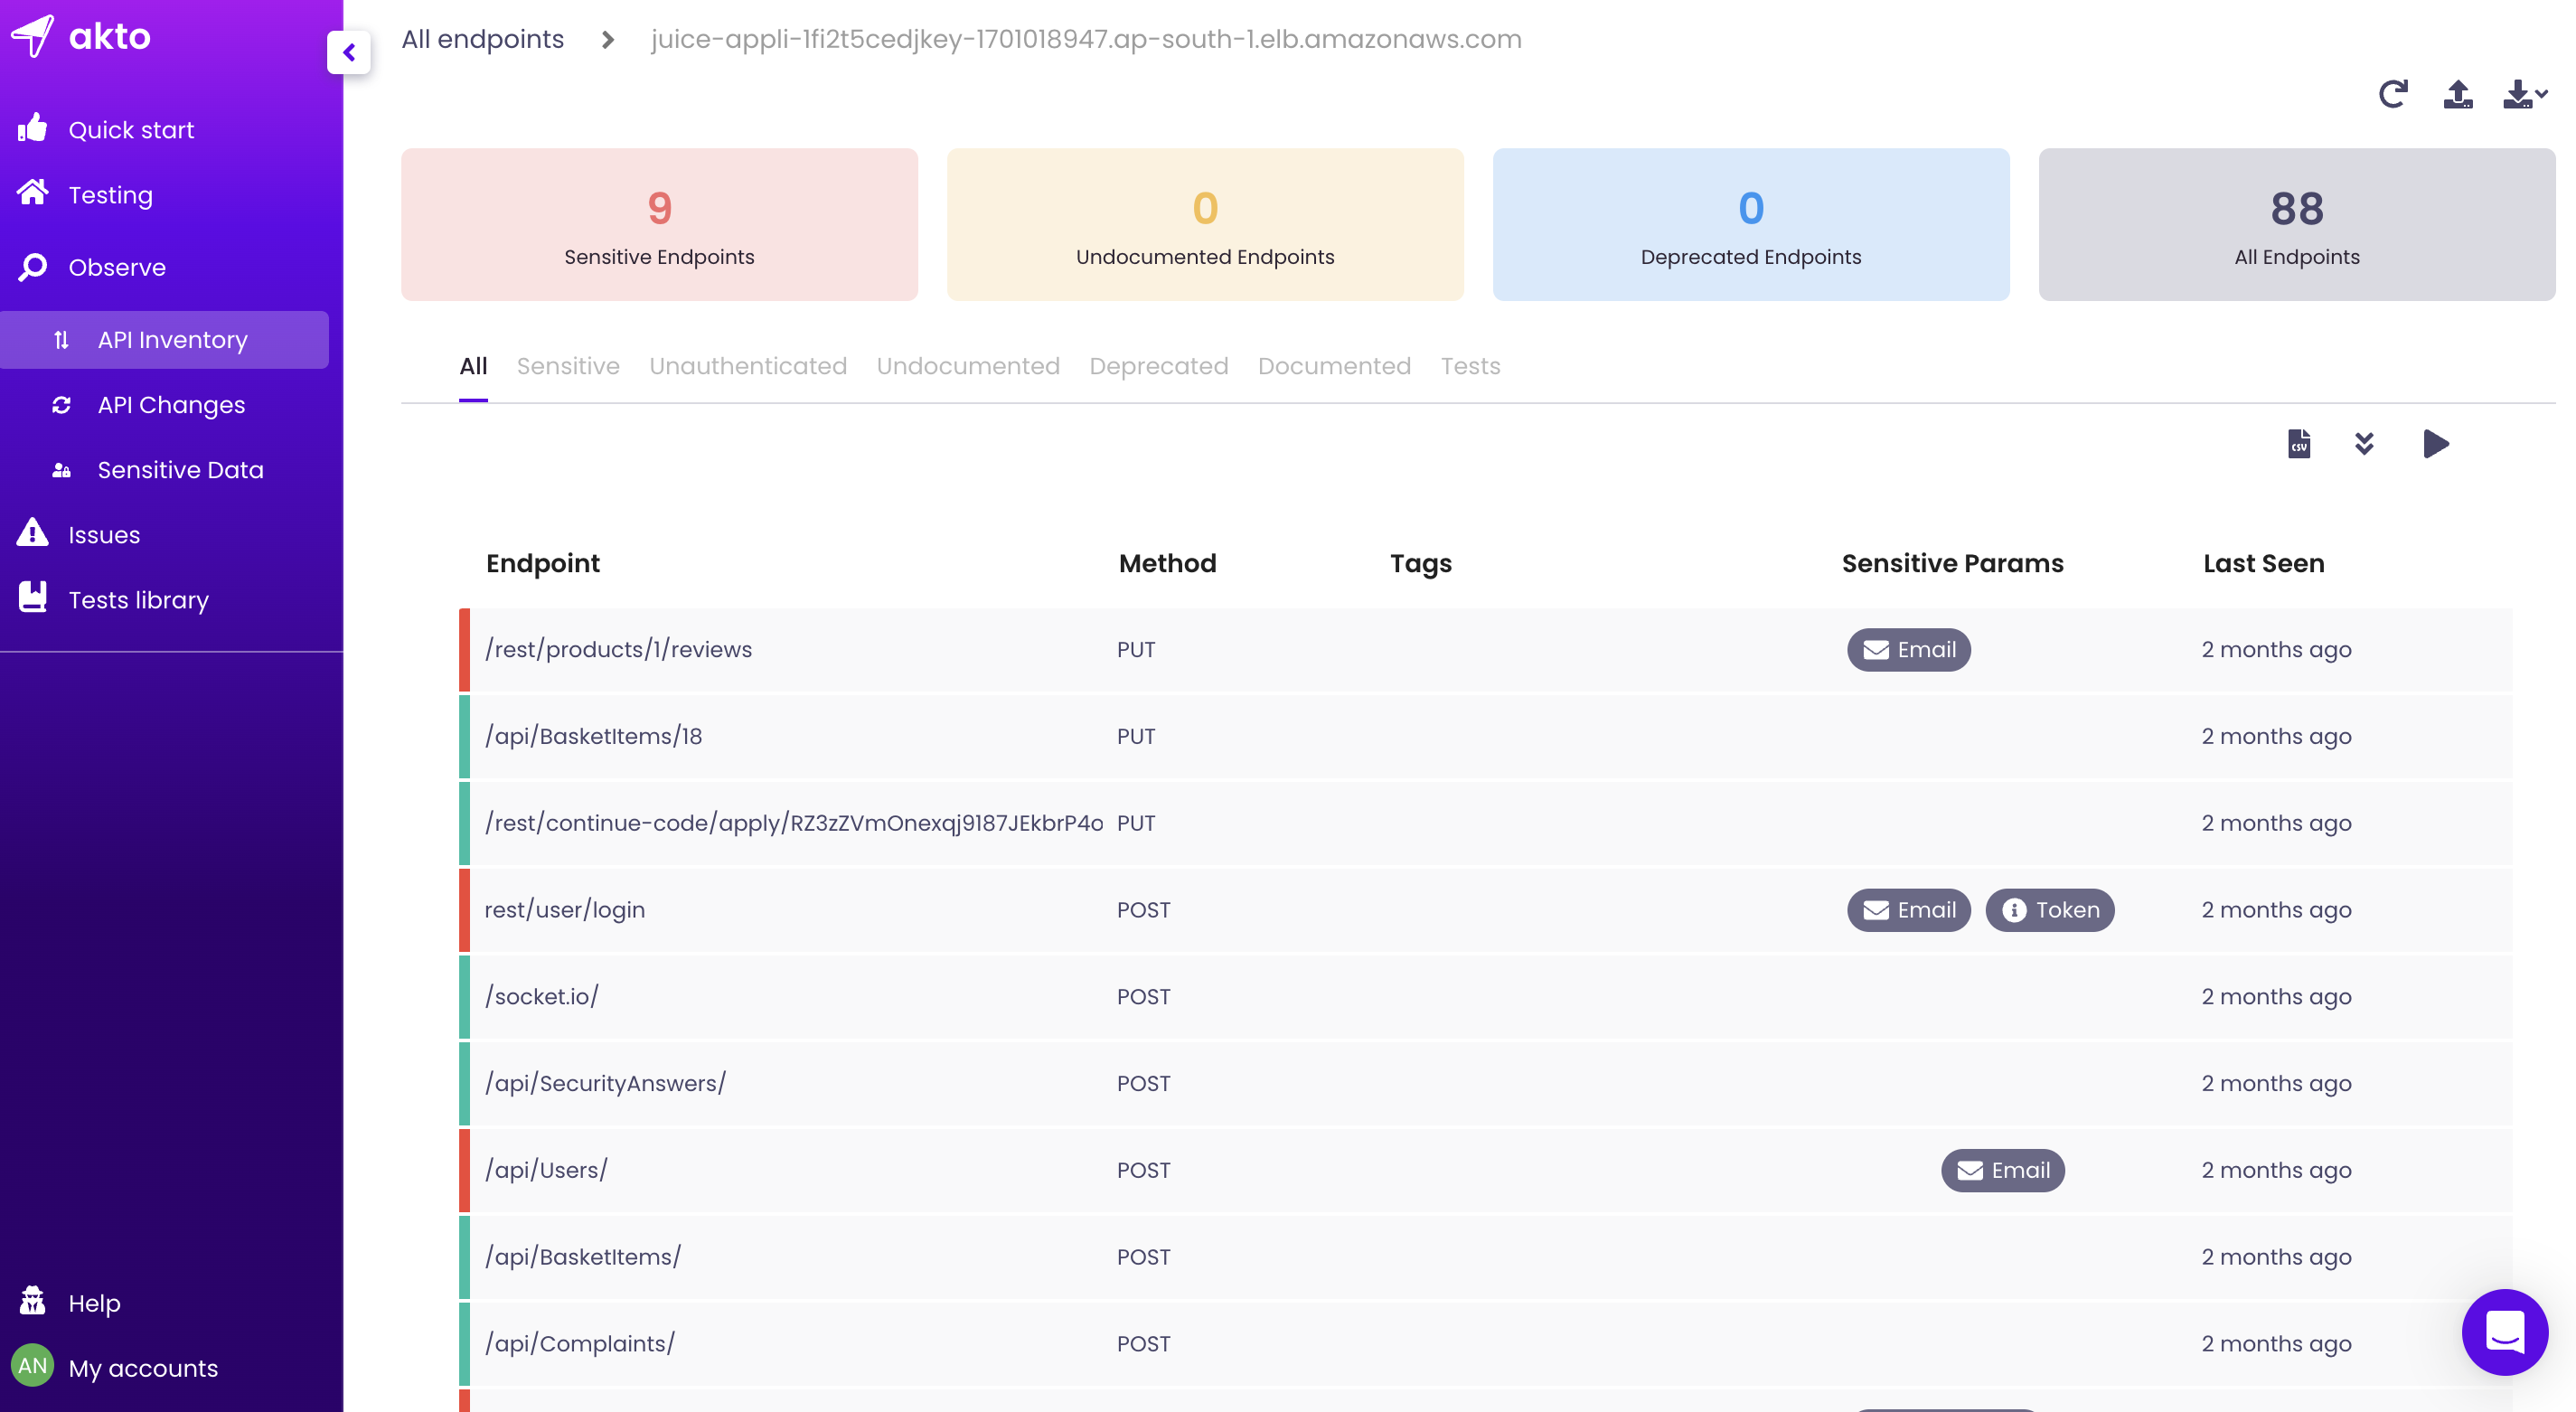 akto
All endpoints
juice-appli-1fi2t5cedjkey-1701018947.ap-south-1.elb.amazonaws.com
Quick start
Testing
Observe
API Inventory
API Changes
Sensitive Data
Issues
Tests library
Help
AN My accounts
9
Sensitive Endpoints
0
Undocumented Endpoints
0
Deprecated Endpoints
88
All Endpoints
All Sensitive Unauthenticated Undocumented Deprecated Documented Tests
CSV
Endpoint Method Tags Sensitive Params Last Seen
/rest/products/1/reviews PUT Email 2 months ago
/api/BasketItems/18 PUT 2 months ago
/rest/continue-code/apply/RZ3zZVmOnexqj9187JEkbrP4o PUT 2 months ago
rest/user/login POST Email Token 2 months ago
/socket.io/ POST 2 months ago
/api/SecurityAnswers/ POST 2 months ago
/api/Users/ POST Email 2 months ago
/api/BasketItems/ POST 2 months ago
/api/Complaints/ POST 2 months ago